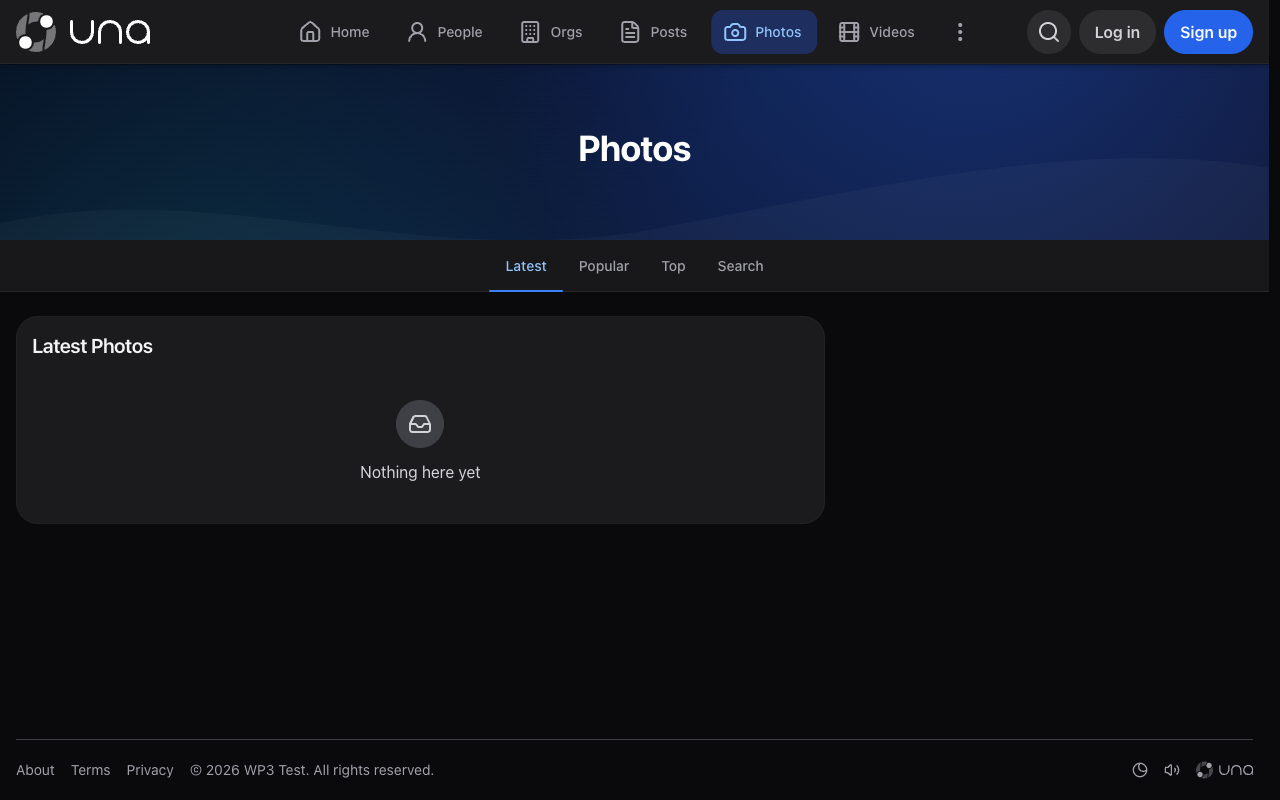 una
Home
People
Orgs
Posts
Photos
Videos
Log in
Sign up
Photos
Latest
Popular
Top
Search
Latest Photos
Nothing here yet
About
Terms
Privacy
© 2026 WP3 Test. All rights reserved.
una